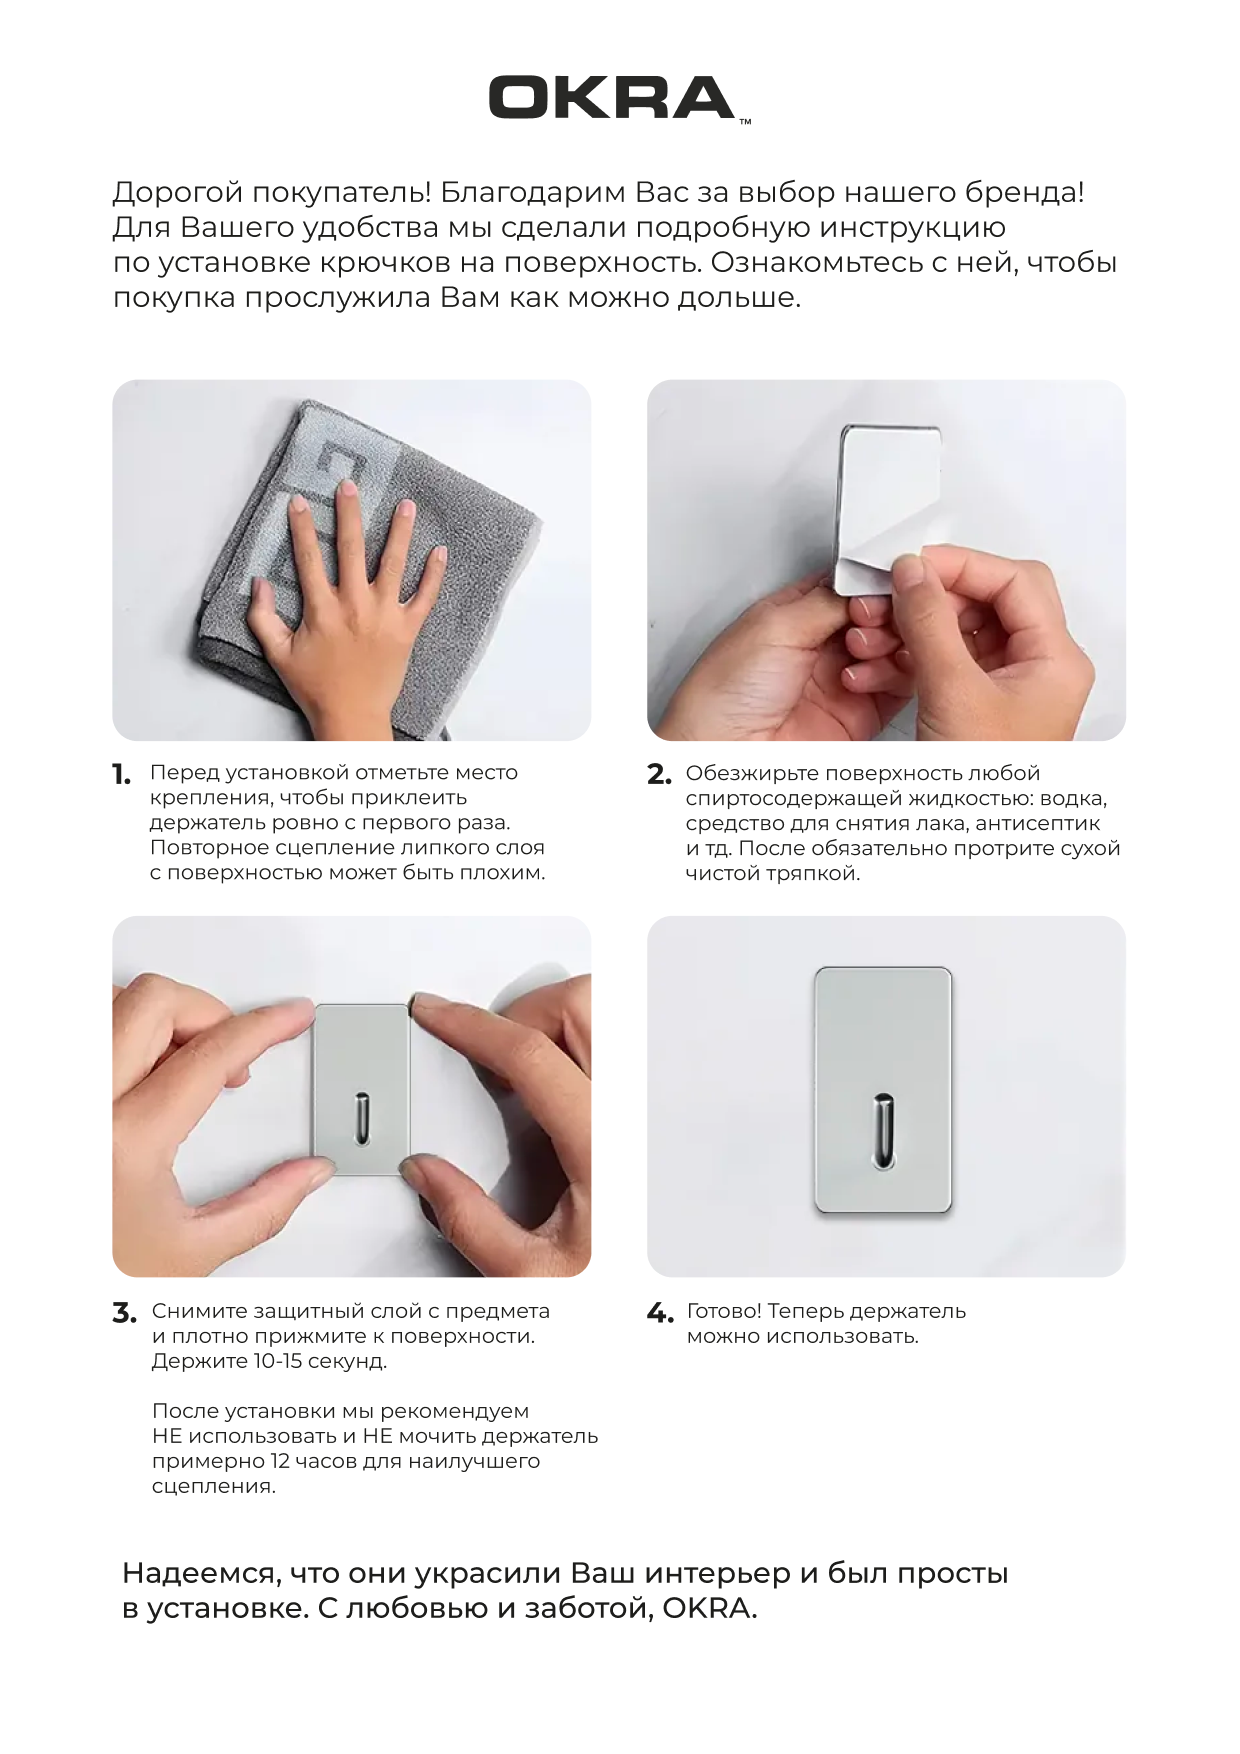 OKRA™
Дорогой покупатель! Благодарим Вас за выбор нашего бренда!
Для Вашего удобства мы сделали подробную инструкцию
по установке крючков на поверхность. Ознакомьтесь с ней, чтобы
покупка прослужила Вам как можно дольше.
1. Перед установкой отметьте место
крепления, чтобы приклеить
держатель ровно с первого раза.
Повторное сцепление липкого слоя
с поверхностью может быть плохим.
2. Обезжирьте поверхность любой
спиртосодержащей жидкостью: водка,
средство для снятия лака, антисептик
и тд. После обязательно протрите сухой
чистой тряпкой.
3. Снимите защитный слой с предмета
и плотно прижмите к поверхности.
Держите 10-15 секунд.
После установки мы рекомендуем
НЕ использовать и НЕ мочить держатель
примерно 12 часов для наилучшего
сцепления.
4. Готово! Теперь держатель
можно использовать.
Надеемся, что они украсили Ваш интерьер и был просты
в установке. С любовью и заботой, OKRA.